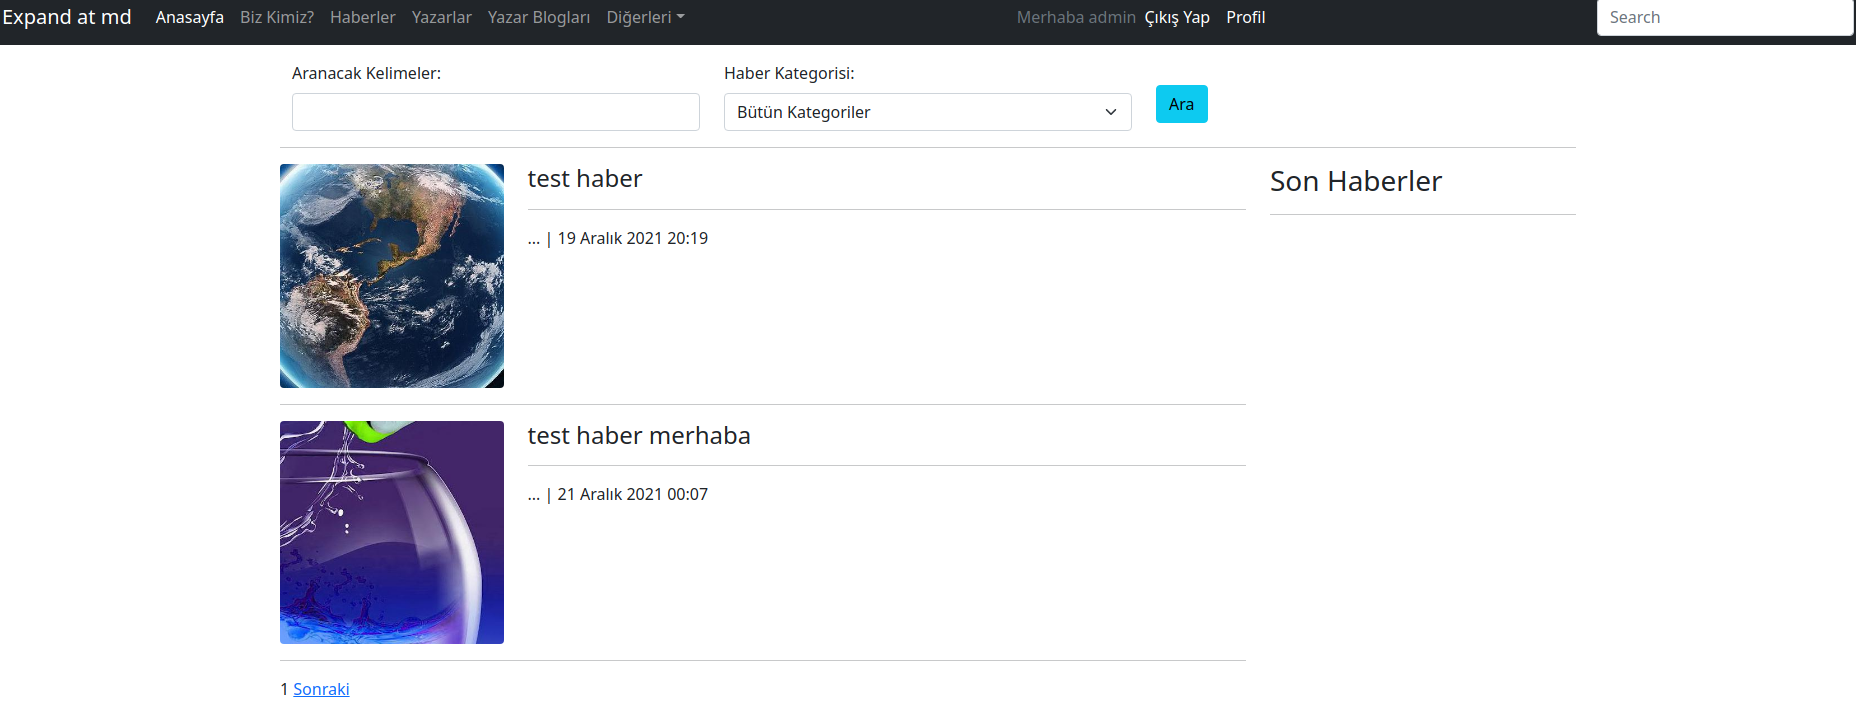 Expand at md Anasayfa Biz Kimiz? Haberler Yazarlar Yazar Blogları Diğerleri Merhaba admin Çıkış Yap Profil Search
Aranacak Kelimeler: Haber Kategorisi:
Bütün Kategoriler Ara
test haber
... | 19 Aralık 2021 20:19
Son Haberler
test haber merhaba
... | 21 Aralık 2021 00:07
1 Sonraki